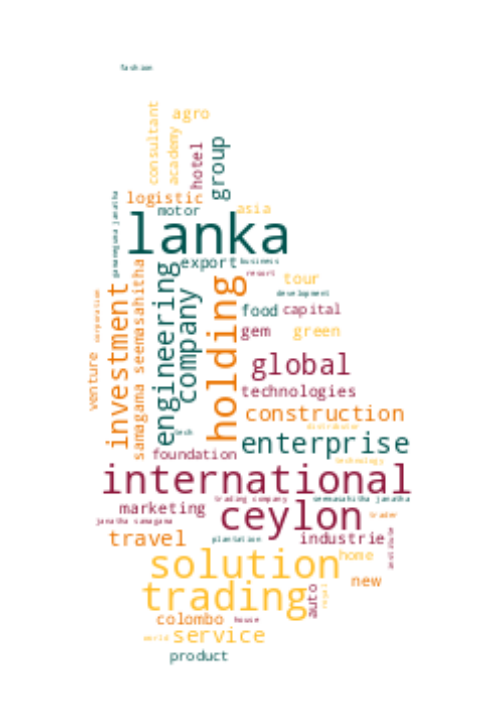 fashion
consultant
agro
academy
hotel
group
logistic
motor
asia
lanka
gammeduna janatha
export
business
resort
tour
development
engineering
company
holding
investment
samagama seemasahitha
corporation
venture
food
capital
gem
green
global
technologies
construction
distributor
tech
enterprise
foundation
technology
international
trading company
seemasahitha janatha
marketing
ceylon
trader
janatha samagama
travel
plantation
industrie
institute
solution
home
new
trading
auto
royal
colombo
house
world
service
product